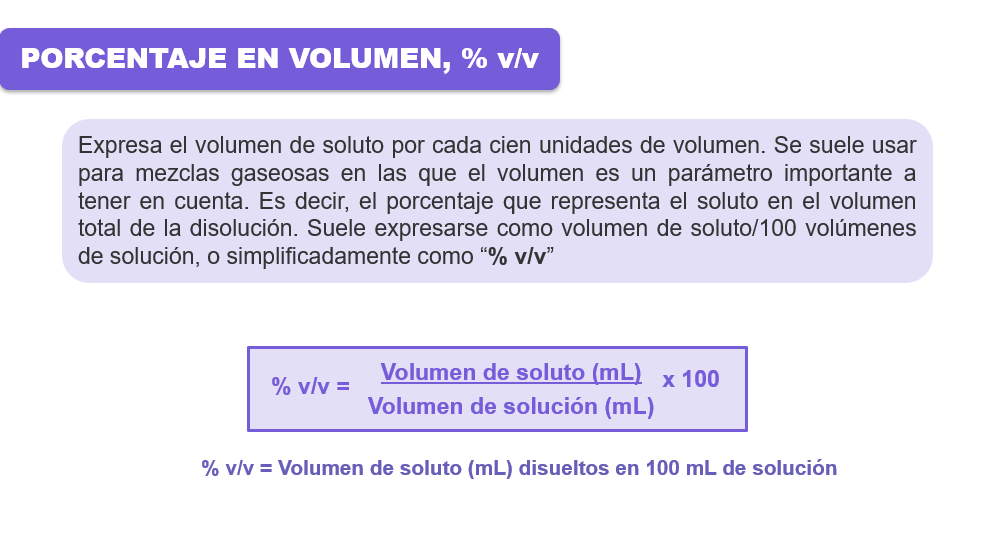 PORCENTAJE EN VOLUMEN, % v/v
Expresa el volumen de soluto por cada cien unidades de volumen. Se suele usar
para mezclas gaseosas en las que el volumen es un parámetro importante a
tener en cuenta. Es decir, el porcentaje que representa el soluto en el volumen
total de la disolución. Suele expresarse como volumen de soluto/100 volúmenes
de solución, o simplificadamente como “% v/v”
% v/v = Volumen de soluto (mL) x 100
Volumen de solución (mL)
% v/v = Volumen de soluto (mL) disueltos en 100 mL de solución